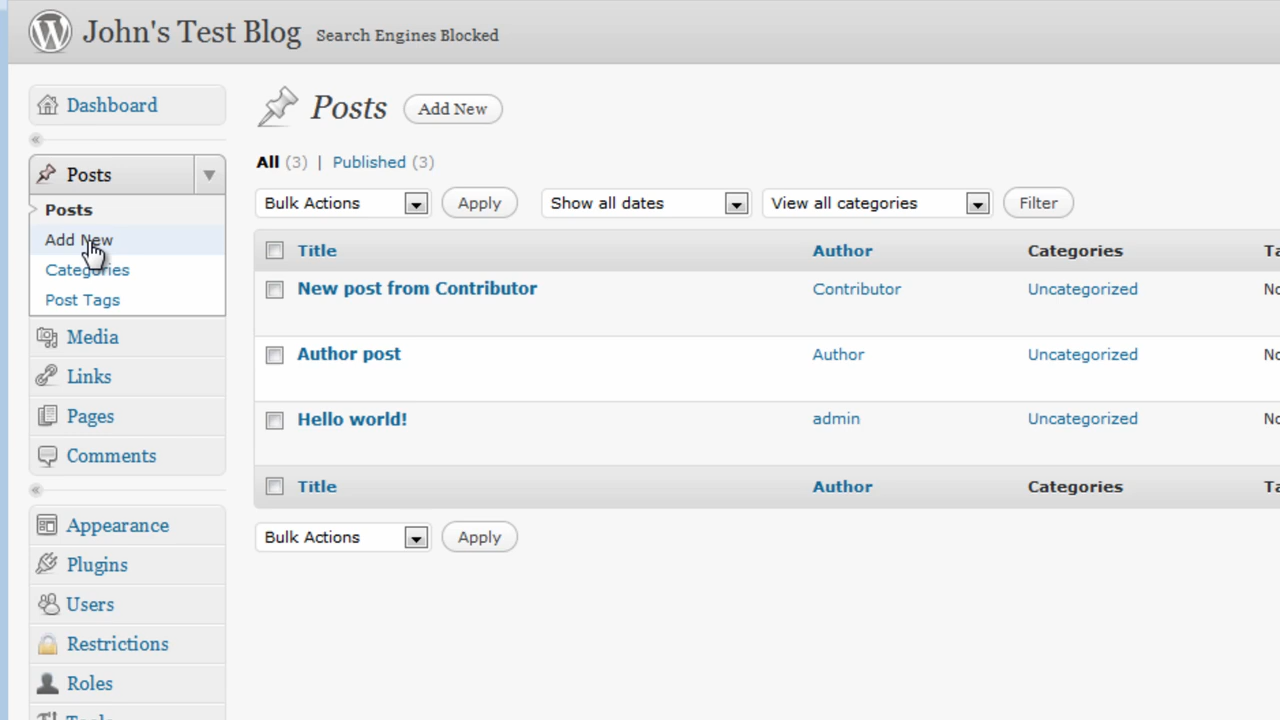 John's Test Blog Search Engines Blocked
Dashboard
Posts
Posts
Add New
Categories
Post Tags
Media
Links
Pages
Comments
Appearance
Plugins
Users
Restrictions
Roles
Posts Add New
All (3) | Published (3)
Bulk Actions Apply Show all dates View all categories Filter
Title Author Categories
New post from Contributor Contributor Uncategorized
Author post Author Uncategorized
Hello world! admin Uncategorized
Title Author Categories
Bulk Actions Apply